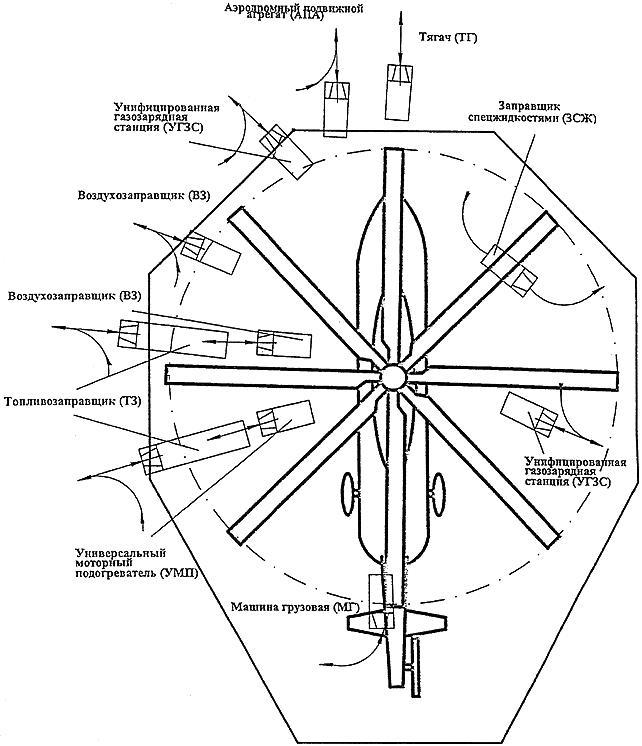 Аэродромный подвижной
агрегат (АПА)
Тягач (ТГ)
Унифицированная
газозарядная
станция (УГЗС)
Заправщик
спецжидкостями (ЗСЖ)
Воздухозаправщик (ВЗ)
Воздухозаправщик (ВЗ)
Топливозаправщик (ТЗ)
Унифицированная
газозарядная
станция (УГЗС)
Универсальный
моторный
подогреватель (УМП)
Машина грузовая (МГ)